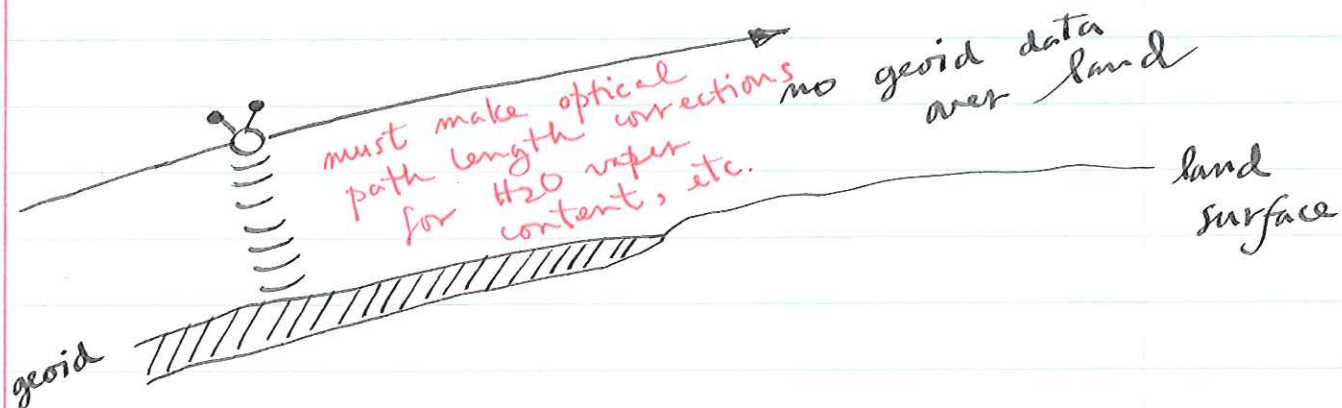 must make optical
path length corrections
for H2O vapor
content, etc.
no geoid data
over land
land
surface
geoid